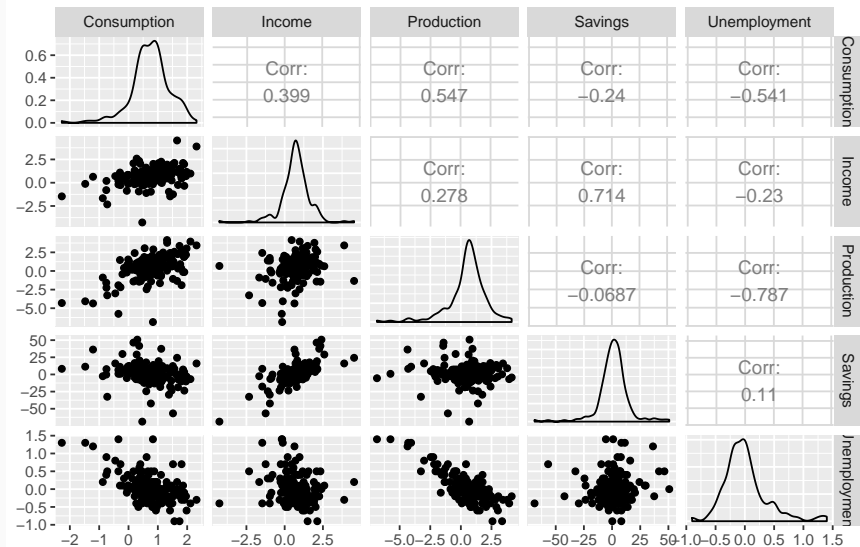 Consumption Income Production Savings Unemployment
0.6
0.4
0.2
0.0
Corr:
0.399
Corr:
0.547
Corr:
−0.24
Corr:
−0.541
Consumption
2.5
0.0
−2.5
Corr:
0.278
Corr:
0.714
Corr:
−0.23
Income
2.5
0.0
−2.5
−5.0
Corr:
−0.0687
Corr:
−0.787
Production
50
25
0
−25
−50
Corr:
0.11
Savings
1.5
1.0
0.5
0.0
−0.5
−1.0
Unemploymen
−2 −1 0 1 2
−2.5 0.0 2.5
−5.0 −2.5 0.0 2.5
−50 −25 0 25 50
−1.0 −0.5 0.0 0.5 1.0 1.5